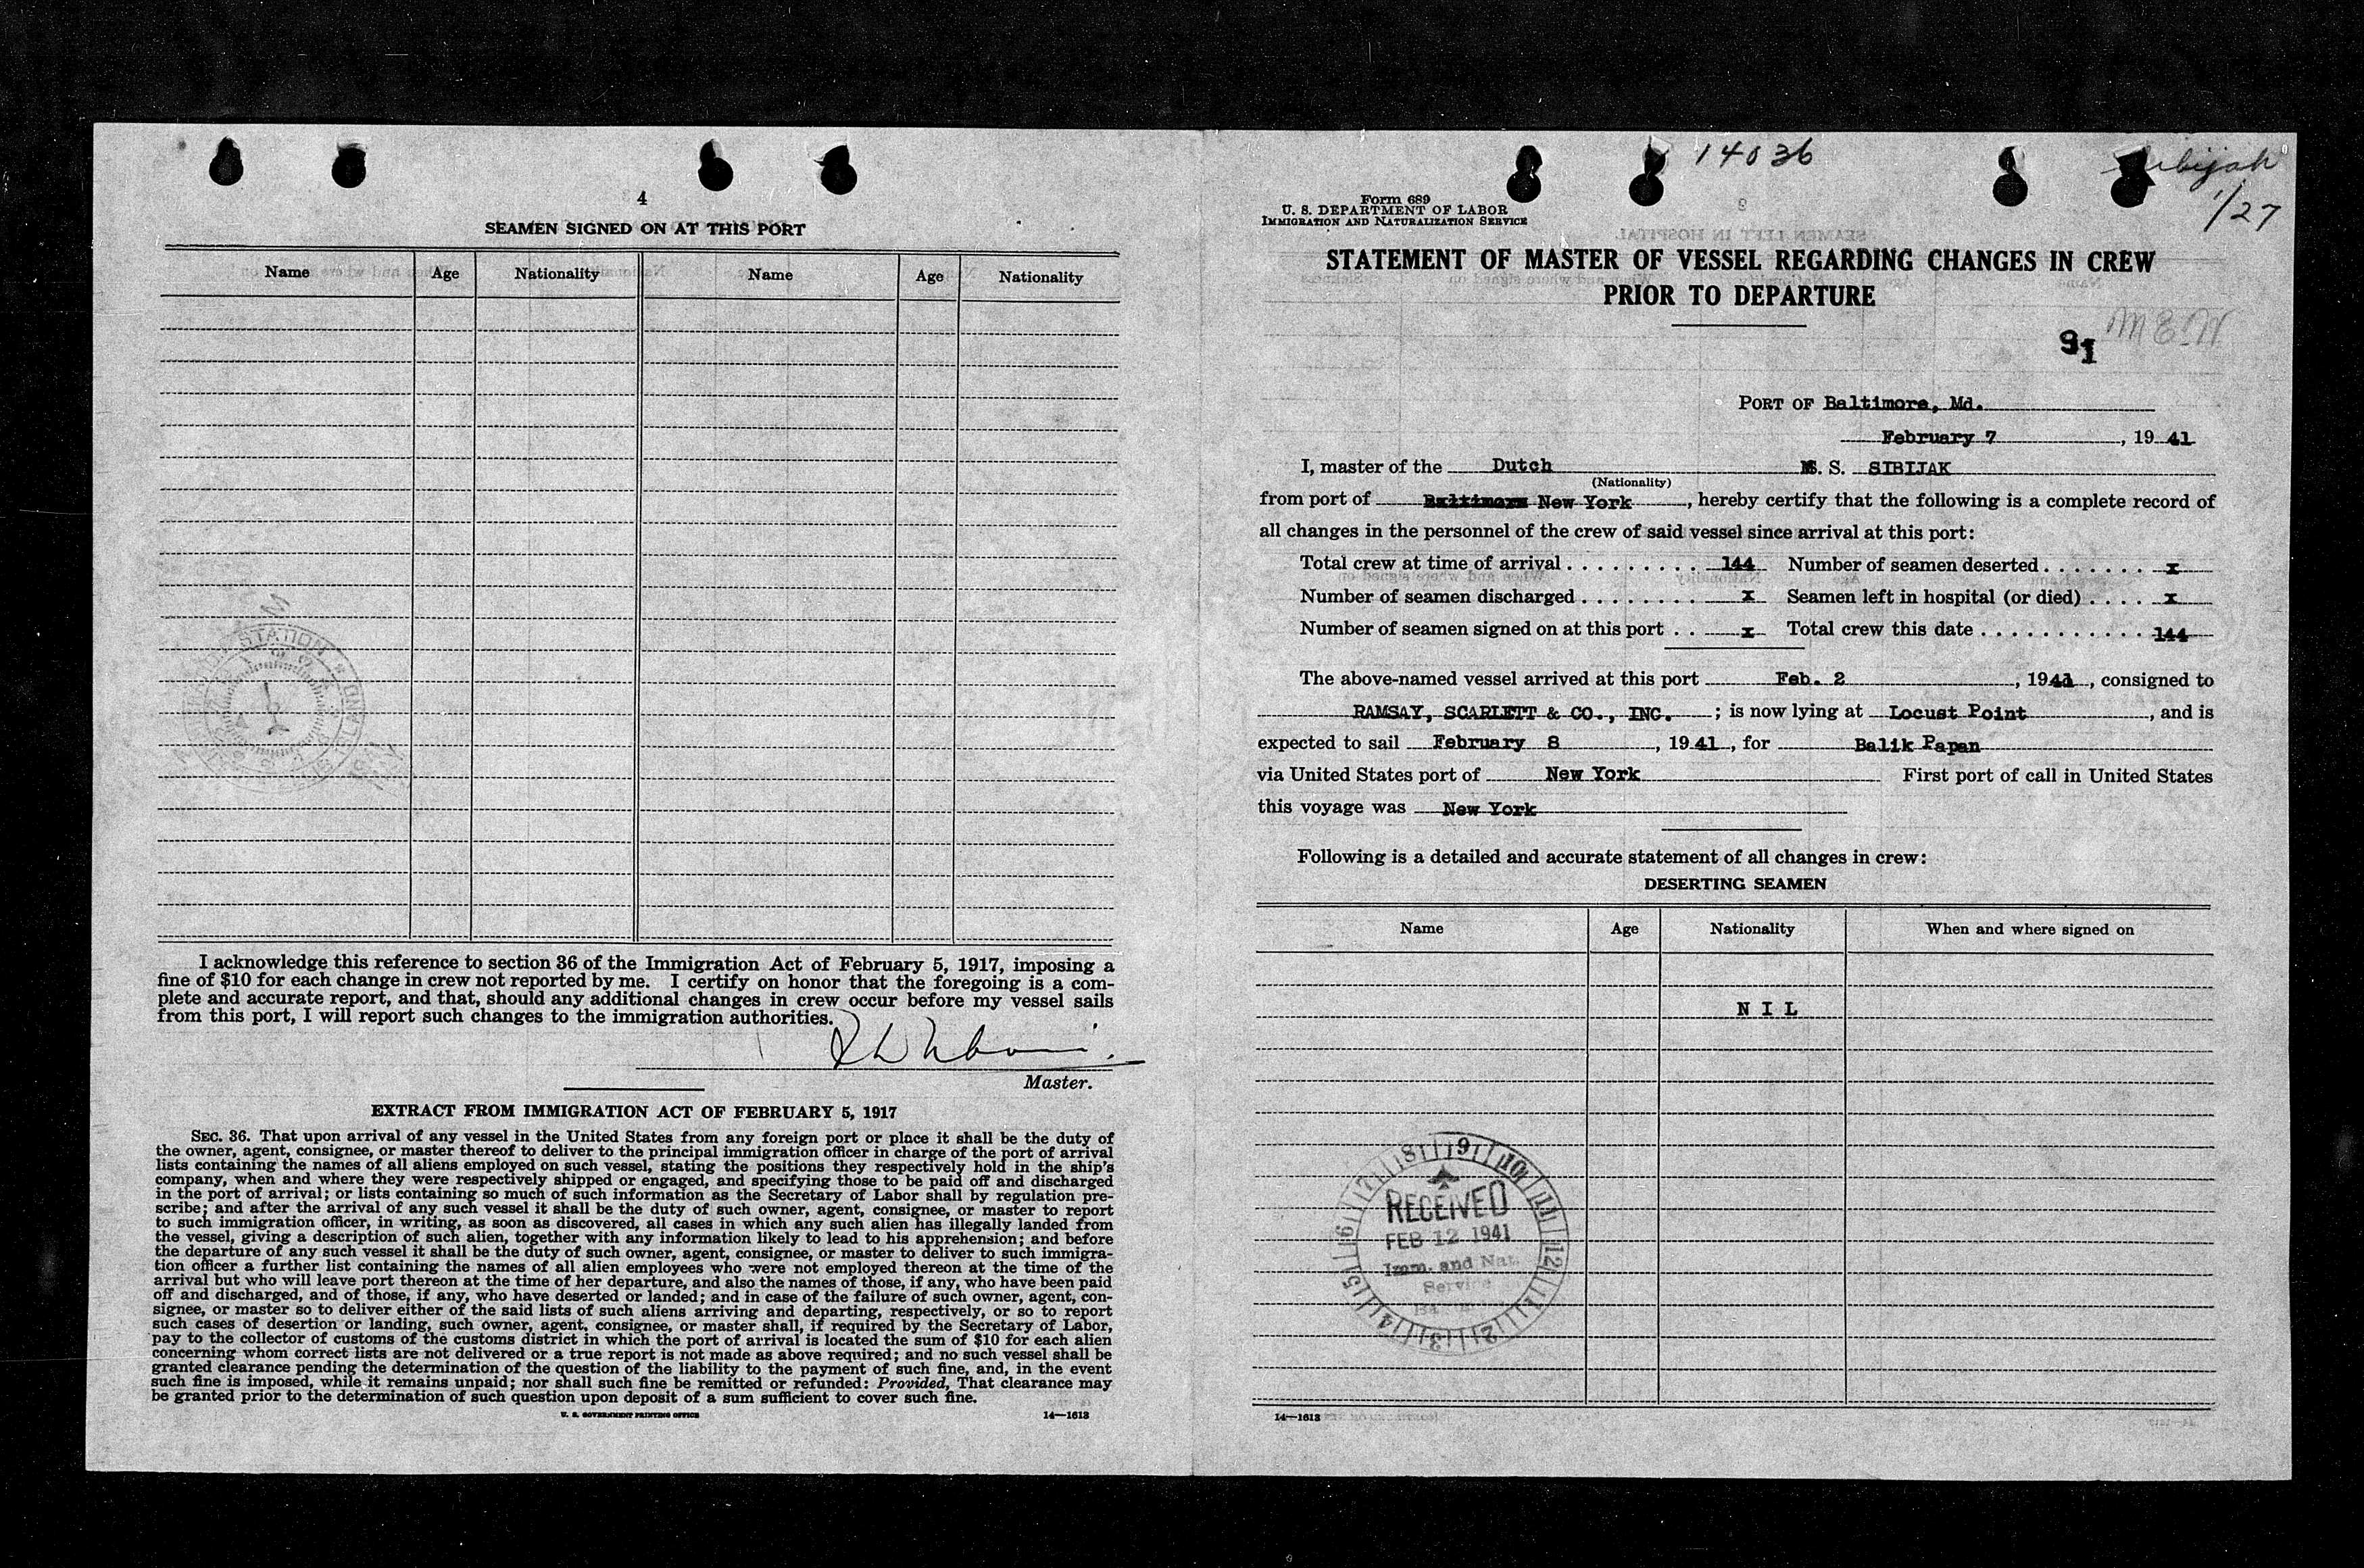 4
SEAMEN SIGNED ON AT THIS PORT
Name Age Nationality Name Age Nationality
STATION
I acknowledge this reference to section 36 of the Immigration Act of February 5, 1917, imposing a
fine of $10 for each change in crew not reported by me. I certify on honor that the foregoing is a com-
plete and accurate report, and that, should any additional changes in crew occur before my vessel sails
from this port, I will report such changes to the immigration authorities.
Master.
EXTRACT FROM IMMIGRATION ACT OF FEBRUARY 5, 1917
SEC. 36. That upon arrival of any vessel in the United States from any foreign port or place it shall be the duty of
the owner, agent, consignee, or master thereof to deliver to the principal immigration officer in charge of the port of arrival
lists containing the names of all aliens employed on such vessel, stating the positions they respectively hold in the ship's
company, when and where they were respectively shipped or engaged, and specifying those to be paid off and discharged
in the port of arrival; or lists containing so much of such information as the Secretary of Labor shall by regulation pre-
scribe; and after the arrival of any such vessel it shall be the duty of such owner, agent, consignee, or master to report
to such immigration officer, in writing, as soon as discovered, all cases in which any such alien has illegally landed from
the vessel, giving a description of such alien, together with any information likely to lead to his apprehension; and before
the departure of any such vessel it shall be the duty of such owner, agent, consignee, or master to deliver to such immigra-
tion officer a further list containing the names of all alien employees who were not employed thereon at the time of the
arrival but who will leave port thereon at the time of her departure, and also the names of those, if any, who have been paid
off and discharged, and of those, if any, who have deserted or landed; and in case of the failure of such owner, agent, con-
signee, or master so to deliver either of the said lists of such aliens arriving and departing, respectively, or so to report
such cases of desertion or landing, such owner, agent, consignee, or master shall, if required by the Secretary of Labor,
pay to the collector of customs of the customs district in which the port of arrival is located the sum of $10 for each alien
concerning whom correct lists are not delivered or a true report is not made as above required; and no such vessel shall be
granted clearance pending the determination of the question of the liability to the payment of such fine, and, in the event
such fine is imposed, while it remains unpaid; nor shall such fine be remitted or refunded: Provided, That clearance may
be granted prior to the determination of such question upon deposit of a sum sufficient to cover such fine.
U. S. GOVERNMENT PRINTING OFFICE 14—1613
14036
1/27
Form 689
U. S. DEPARTMENT OF LABOR
IMMIGRATION AND NATURALIZATION SERVICE
STATEMENT OF MASTER OF VESSEL REGARDING CHANGES IN CREW
PRIOR TO DEPARTURE
M E W
91
PORT OF Baltimore, Md.
February 7, 19 41
I, master of the Dutch M. S. SIBIJAK
(Nationality)
from port of Baltimore New York, hereby certify that the following is a complete record of
all changes in the personnel of the crew of said vessel since arrival at this port:
Total crew at time of arrival . . . . . . . . . 144 Number of seamen deserted . . . . . . . x
Number of seamen discharged . . . . . . . . x Seamen left in hospital (or died) . . . . x
Number of seamen signed on at this port . . x Total crew this date . . . . . . . . . . . 144
The above-named vessel arrived at this port Feb. 2, 1941, consigned to
RAMSAY, SCARLETT & CO., INC.; is now lying at Locust Point, and is
expected to sail February 8, 19 41, for Balik Papan
via United States port of New York First port of call in United States
this voyage was New York
Following is a detailed and accurate statement of all changes in crew:
DESERTING SEAMEN
Name Age Nationality When and where signed on
N I L
RECEIVED
FEB 12 1941
Imm. and Nat.
Service
1 2 3 4 5 6 7 8 9 10 11 12
14—1613